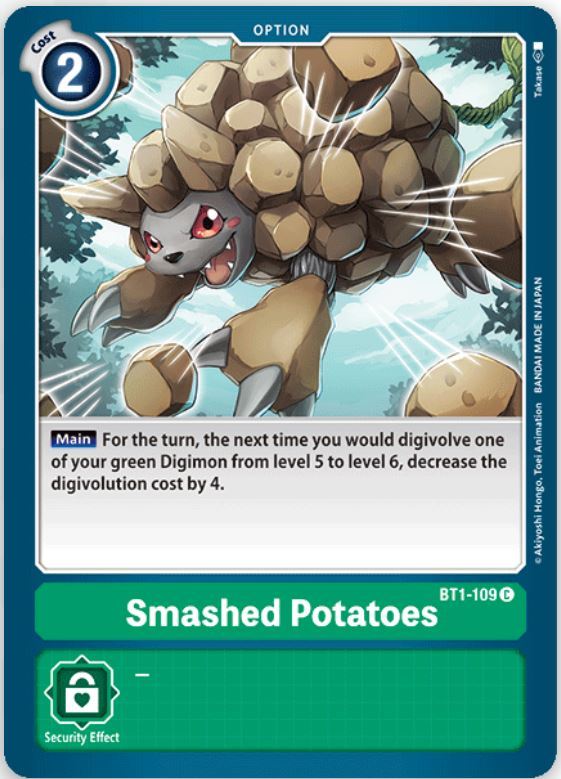 OPTION
Cost
2
Takase
Main For the turn, the next time you would digivolve one
of your green Digimon from level 5 to level 6, decrease the
digivolution cost by 4.
© Akiyoshi Hongo, Toei Animation BANDAI MADE IN JAPAN
BT1-109 C
Smashed Potatoes
–
Security Effect